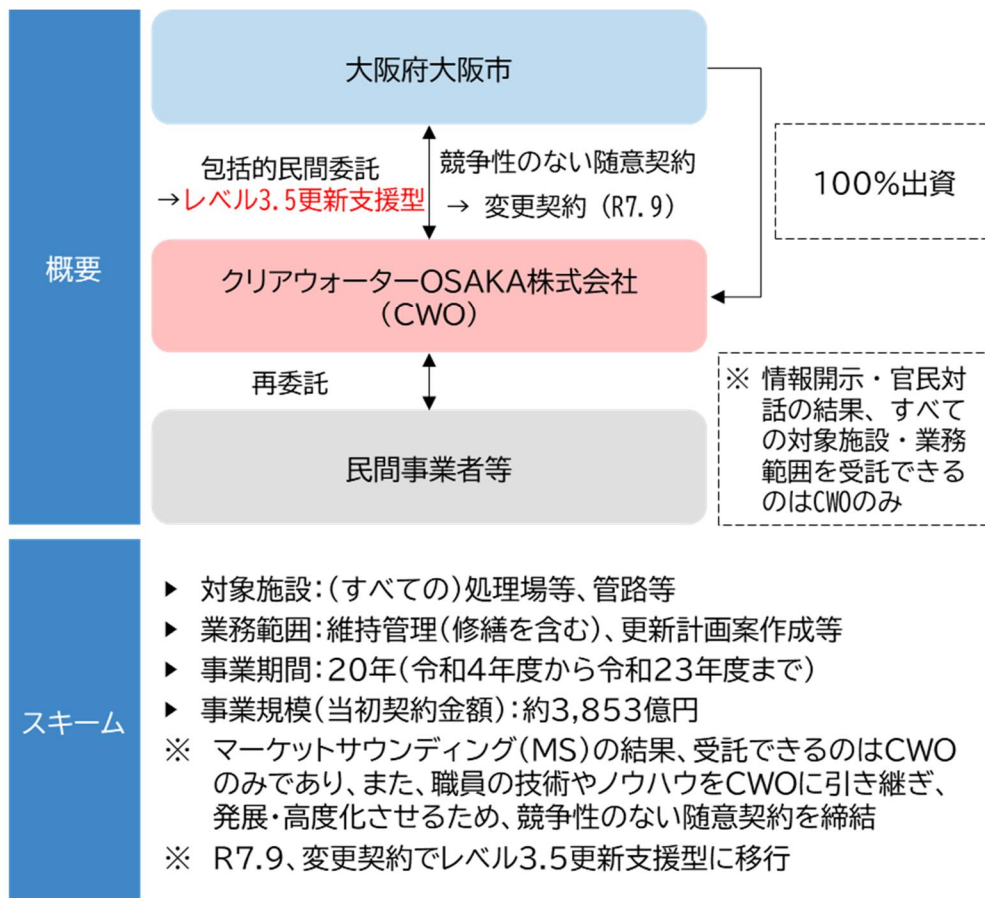 概要
大阪府大阪市
包括的民間委託
→レベル3.5更新支援型
競争性のない随意契約
→ 変更契約（R7.9）
100％出資
クリアウォーターOSAKA株式会社
（CWO）
再委託
民間事業者等
※ 情報開示・官民対
話の結果、すべて
の対象施設・業務
範囲を受託できる
のはCWOのみ
スキーム
▶ 対象施設：（すべての）処理場等、管路等
▶ 業務範囲：維持管理（修繕を含む）、更新計画案作成等
▶ 事業期間：20年（令和4年度から令和23年度まで）
▶ 事業規模（当初契約金額）：約3,853億円
※ マーケットサウンディング（MS）の結果、受託できるのはCWO
のみであり、また、職員の技術やノウハウをCWOに引き継ぎ、
発展・高度化させるため、競争性のない随意契約を締結
※ R7.9、変更契約でレベル3.5更新支援型に移行